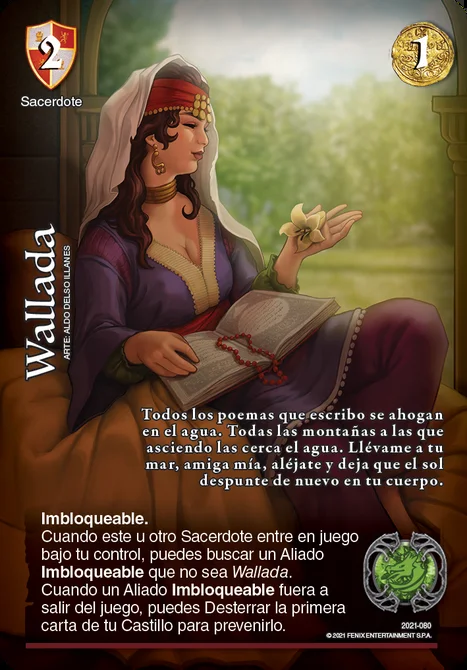 2
1
Sacerdote
Wallada
ARTE: ALDO DELSO ILLANES
Todos los poemas que escribo se ahogan
en el agua. Todas las montañas a las que
asciendo las cerca el agua. Llévame a tu
mar, amiga mía, aléjate y deja que el sol
despunte de nuevo en tu cuerpo.
Imbloqueable.
Cuando este u otro Sacerdote entre en juego
bajo tu control, puedes buscar un Aliado
Imbloqueable que no sea Wallada.
Cuando un Aliado Imbloqueable fuera a
salir del juego, puedes Desterrar la primera
carta de tu Castillo para prevenirlo.
2021-080
© 2021 FENIX ENTERTAINMENT S.P.A.